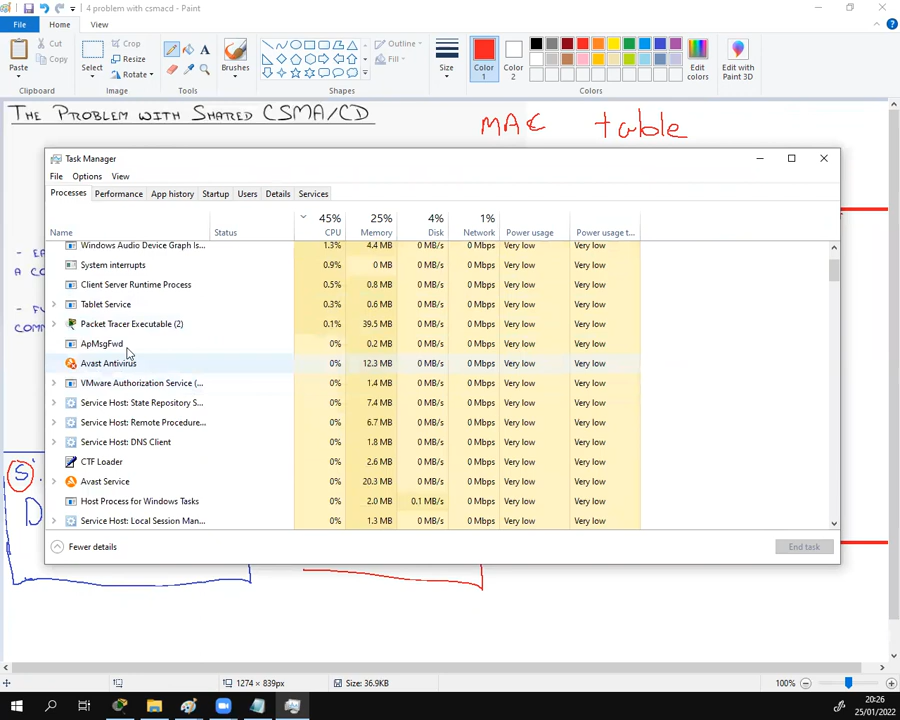 4 problem with csmacd - Paint
File Home View
Paste
Cut
Copy
Clipboard
Select
Crop
Resize
Rotate
Image
Tools
Brushes
Outline
Fill
Shapes
Size
Color 1
Color 2
Edit colors
Edit with Paint 3D
Colors
THE PROBLEM WITH SHARED CSMA/CD
MAC table
Task Manager
File Options View
Processes Performance App history Startup Users Details Services
45% 25% 4% 1%
Name Status CPU Memory Disk Network Power usage Power usage t...
Windows Audio Device Graph Is... 1.3% 4.4 MB 0 MB/s 0 Mbps Very low Very low
System interrupts 0.9% 0 MB 0 MB/s 0 Mbps Very low Very low
Client Server Runtime Process 0.5% 0.8 MB 0 MB/s 0 Mbps Very low Very low
Tablet Service 0.3% 0.6 MB 0 MB/s 0 Mbps Very low Very low
Packet Tracer Executable (2) 0.1% 39.5 MB 0 MB/s 0 Mbps Very low Very low
ApMsgFwd 0% 0.2 MB 0 MB/s 0 Mbps Very low Very low
Avast Antivirus 0% 12.3 MB 0 MB/s 0 Mbps Very low Very low
VMware Authorization Service (... 0% 1.4 MB 0 MB/s 0 Mbps Very low Very low
Service Host: State Repository S... 0% 7.4 MB 0 MB/s 0 Mbps Very low Very low
Service Host: Remote Procedure... 0% 6.7 MB 0 MB/s 0 Mbps Very low Very low
Service Host: DNS Client 0% 1.8 MB 0 MB/s 0 Mbps Very low Very low
CTF Loader 0% 2.6 MB 0 MB/s 0 Mbps Very low Very low
Avast Service 0% 20.3 MB 0 MB/s 0 Mbps Very low Very low
Host Process for Windows Tasks 0% 2.0 MB 0.1 MB/s 0 Mbps Very low Very low
Service Host: Local Session Man... 0% 1.3 MB 0 MB/s 0 Mbps Very low Very low
Fewer details End task
- EA
A CO
- FU
COMM
S
D
1274 × 839px Size: 36.9KB 100%
20:26
25/01/2022